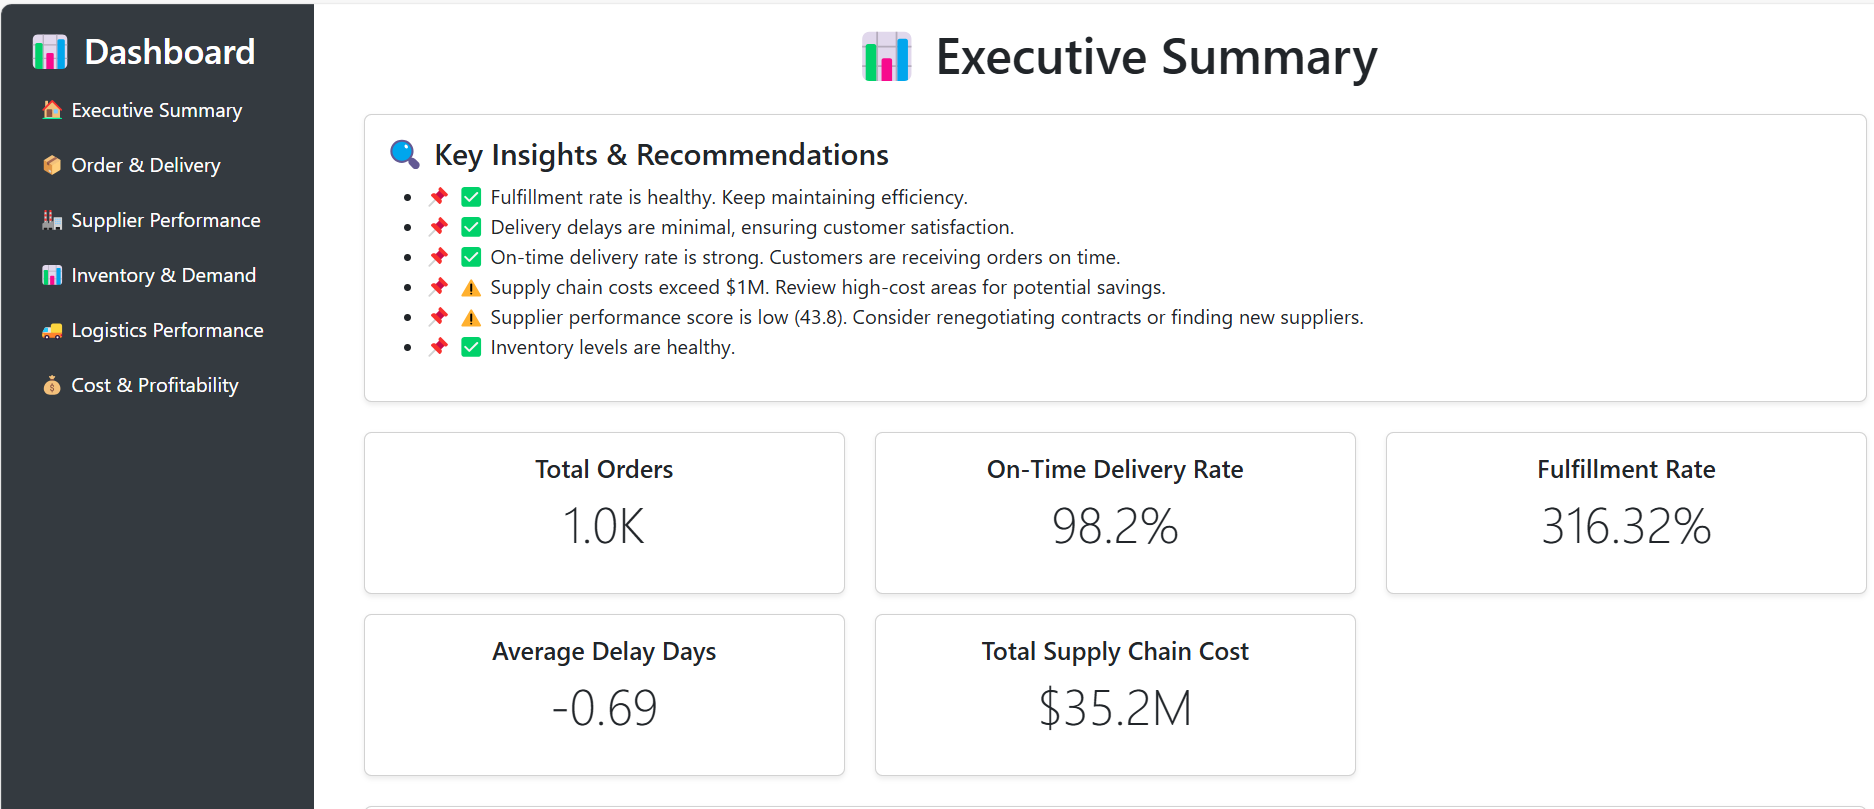 Dashboard
Executive Summary
Order & Delivery
Supplier Performance
Inventory & Demand
Logistics Performance
Cost & Profitability
Executive Summary
Key Insights & Recommendations
Fulfillment rate is healthy. Keep maintaining efficiency.
Delivery delays are minimal, ensuring customer satisfaction.
On-time delivery rate is strong. Customers are receiving orders on time.
Supply chain costs exceed $1M. Review high-cost areas for potential savings.
Supplier performance score is low (43.8). Consider renegotiating contracts or finding new suppliers.
Inventory levels are healthy.
Total Orders
1.0K
On-Time Delivery Rate
98.2%
Fulfillment Rate
316.32%
Average Delay Days
-0.69
Total Supply Chain Cost
$35.2M